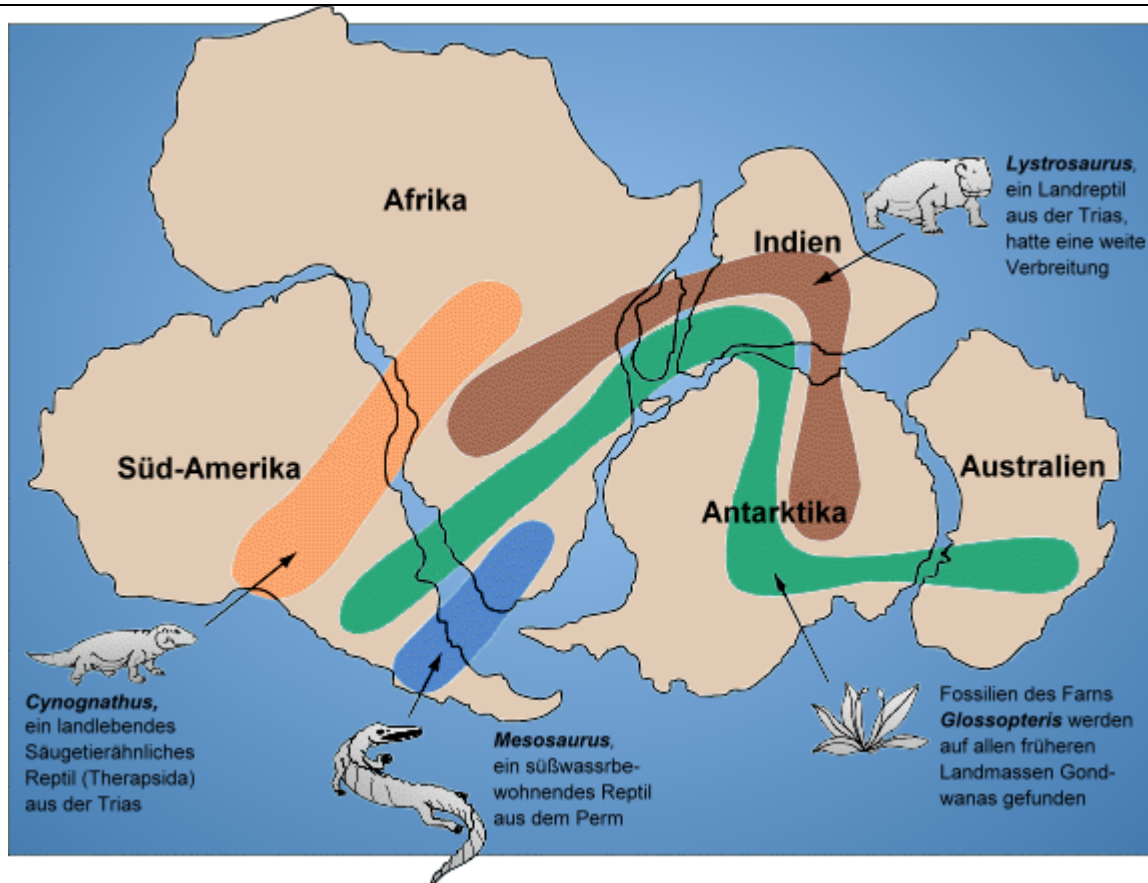 Afrika
Indien
Lystrosaurus,
ein Landreptil
aus der Trias,
hatte eine weite
Verbreitung
Süd-Amerika
Antarktika
Australien
Cynognathus,
ein landlebendes
Säugetierähnliches
Reptil (Therapsida)
aus der Trias
Mesosaurus,
ein süßwassrbe-
wohnendes Reptil
aus dem Perm
Fossilien des Farns
Glossopteris werden
auf allen früheren
Landmassen Gond-
wanas gefunden